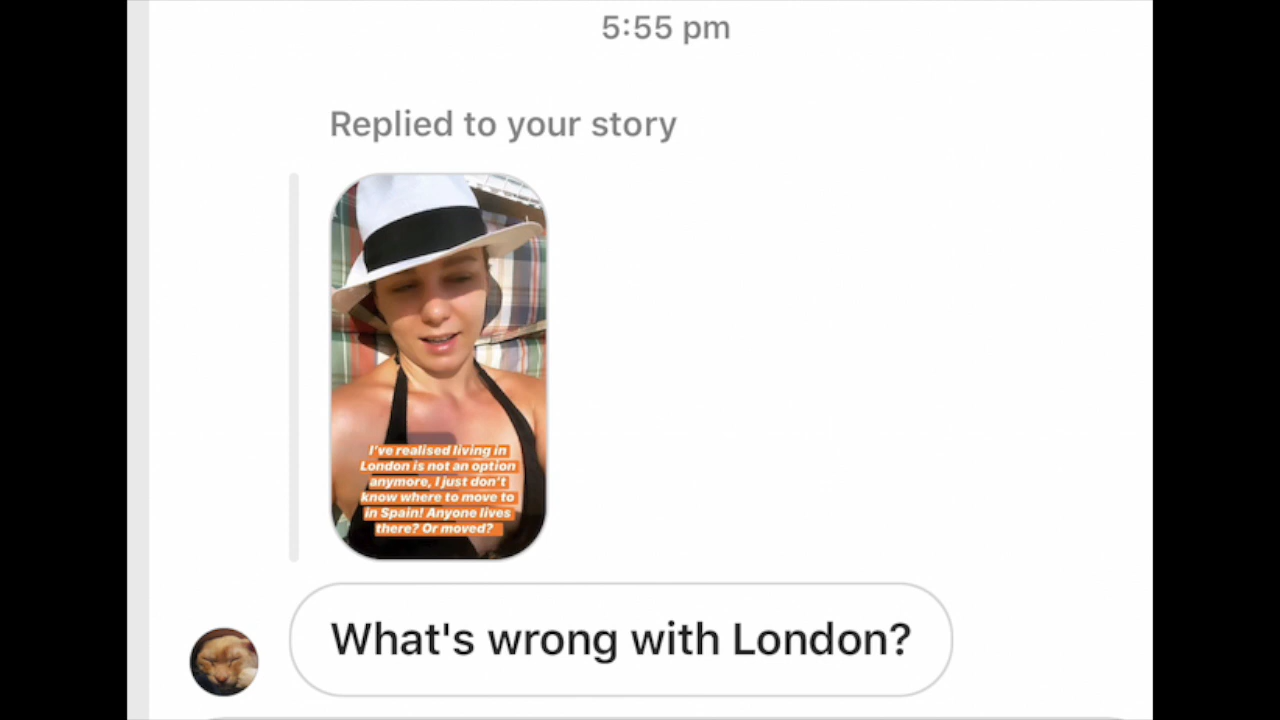 5:55 pm
Replied to your story
I've realised living in
London is not an option
anymore, I just don't
know where to move to
in Spain! Anyone lives
there? Or moved?
What's wrong with London?